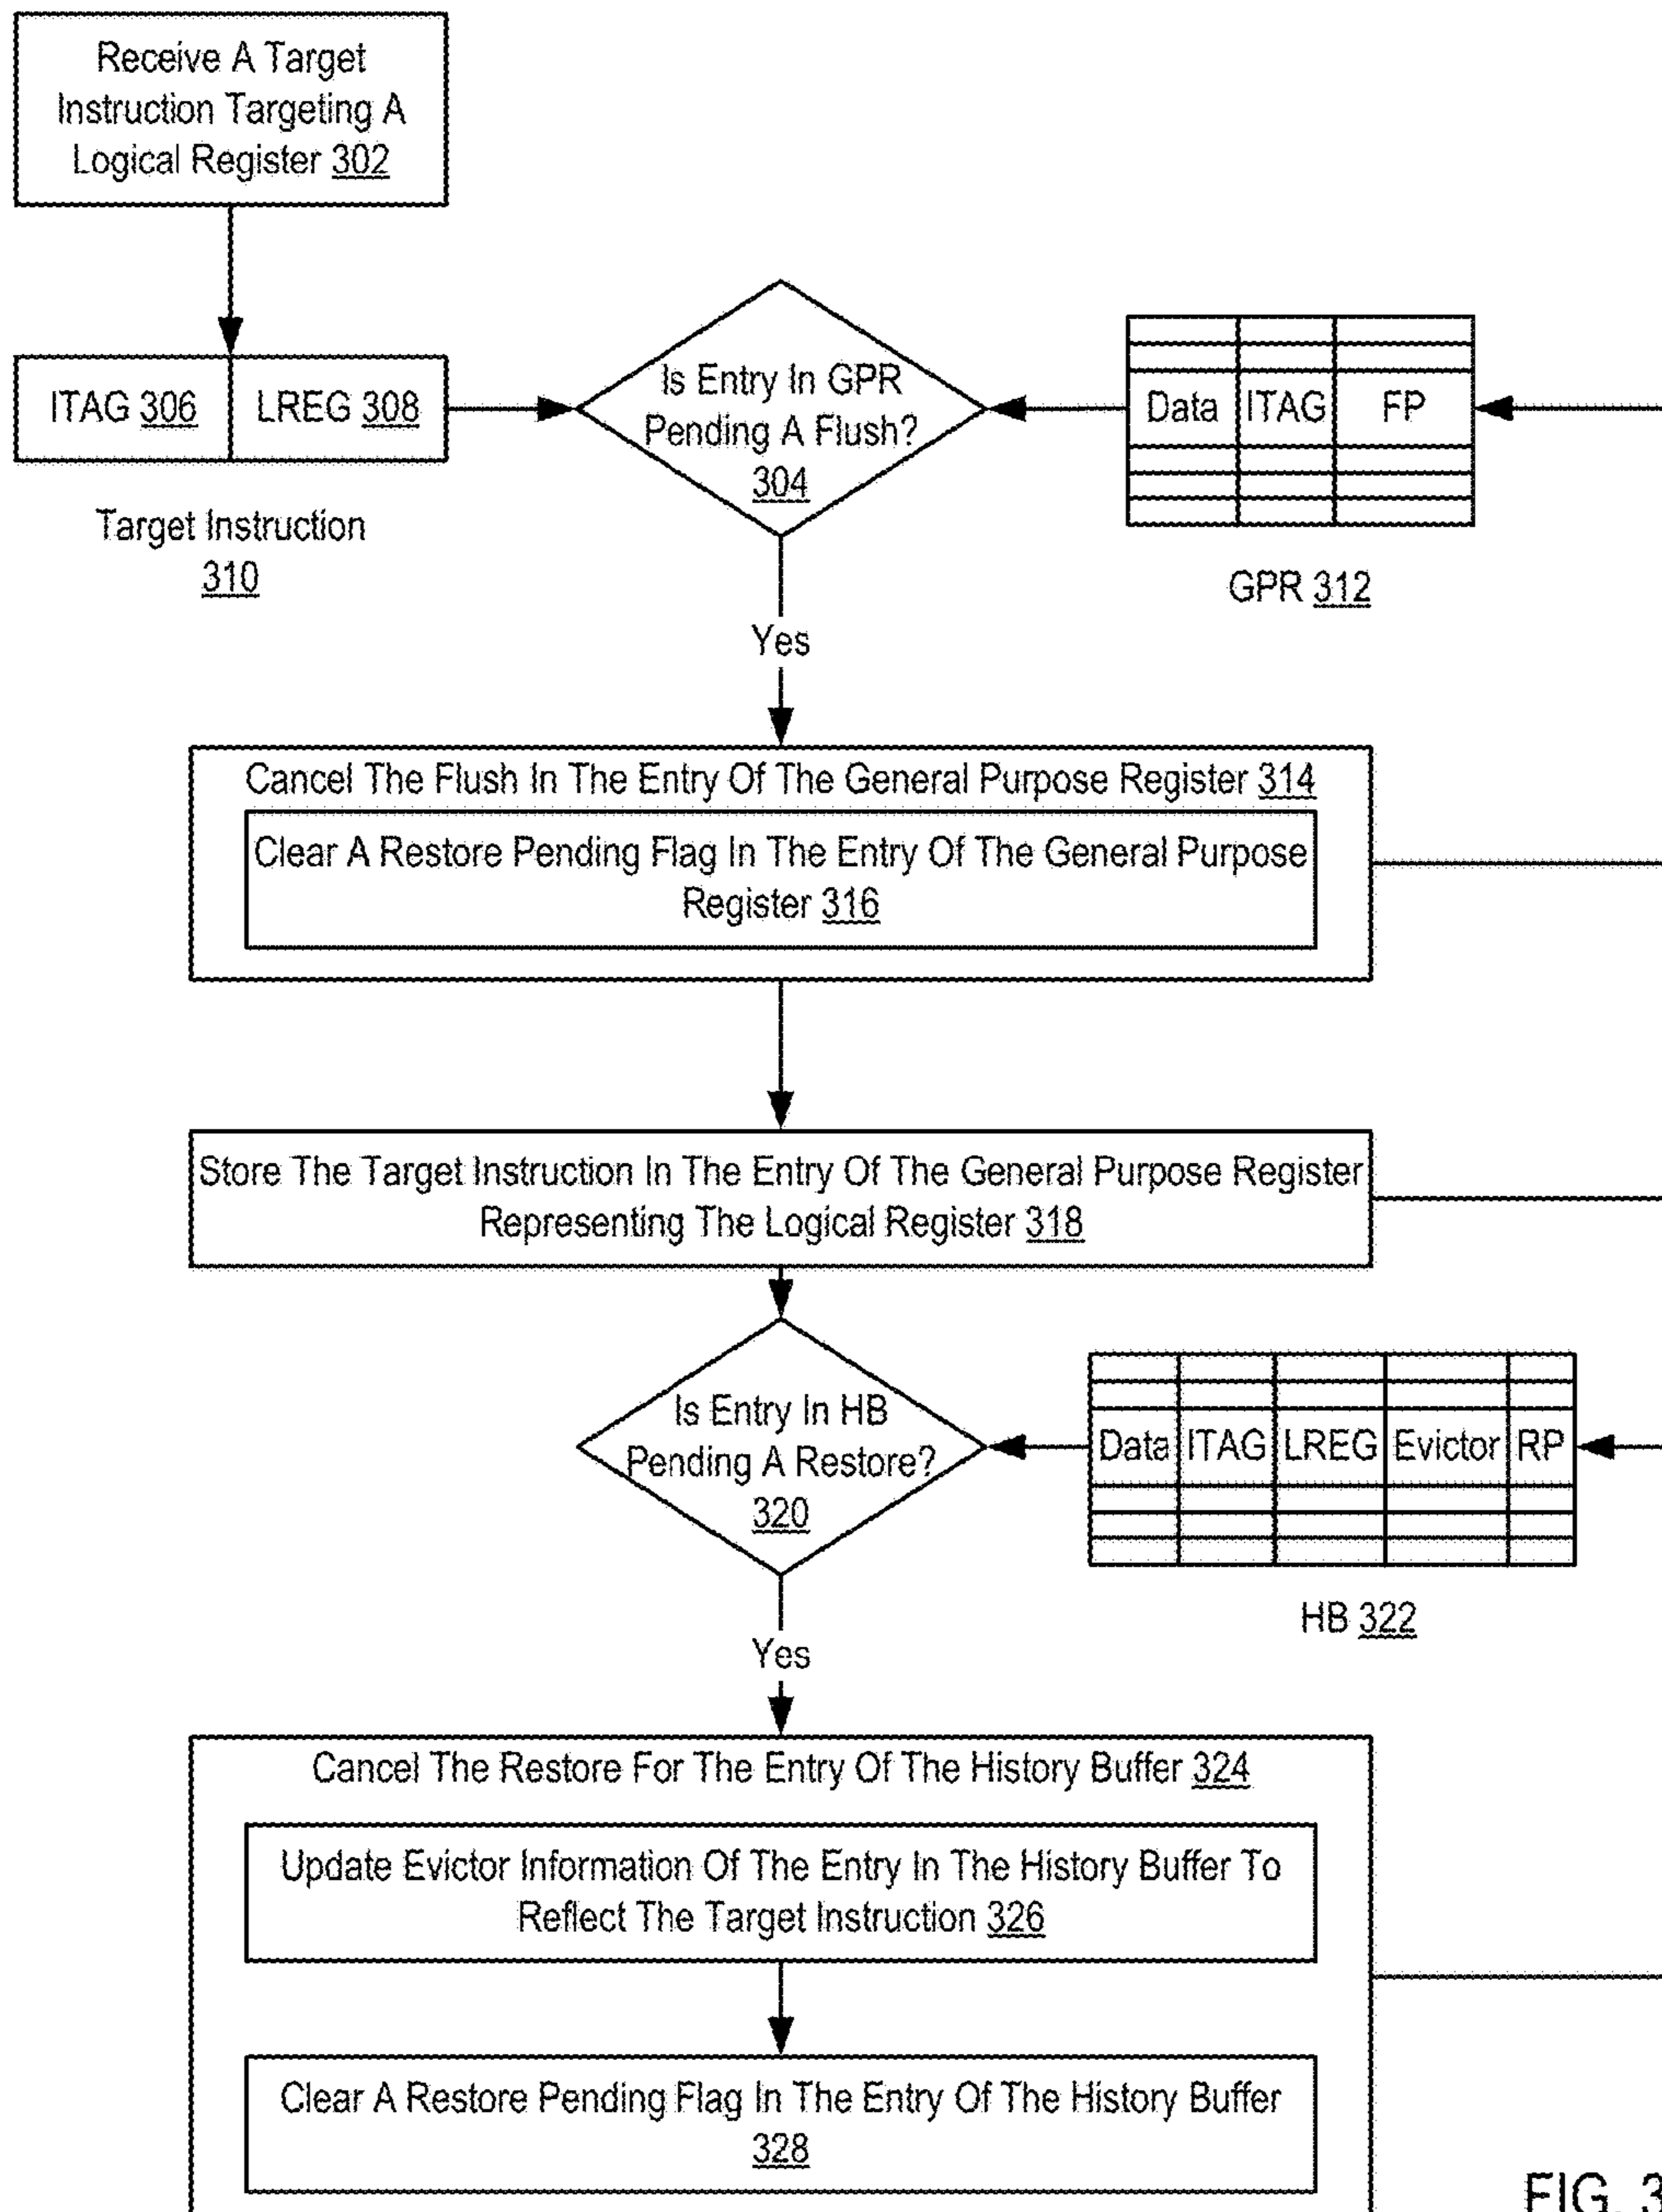 Receive A Target
Instruction Targeting A
Logical Register 302
ITAG 306
LREG 308
Target Instruction
310
Is Entry In GPR
Pending A Flush?
304
Data
ITAG
FP
GPR 312
Yes
Cancel The Flush In The Entry Of The General Purpose Register 314
Clear A Restore Pending Flag In The Entry Of The General Purpose
Register 316
Store The Target Instruction In The Entry Of The General Purpose Register
Representing The Logical Register 318
Is Entry In HB
Pending A Restore?
320
Data
ITAG
LREG
Evictor
RP
HB 322
Yes
Cancel The Restore For The Entry Of The History Buffer 324
Update Evictor Information Of The Entry In The History Buffer To
Reflect The Target Instruction 326
Clear A Restore Pending Flag In The Entry Of The History Buffer
328
FIG. 3